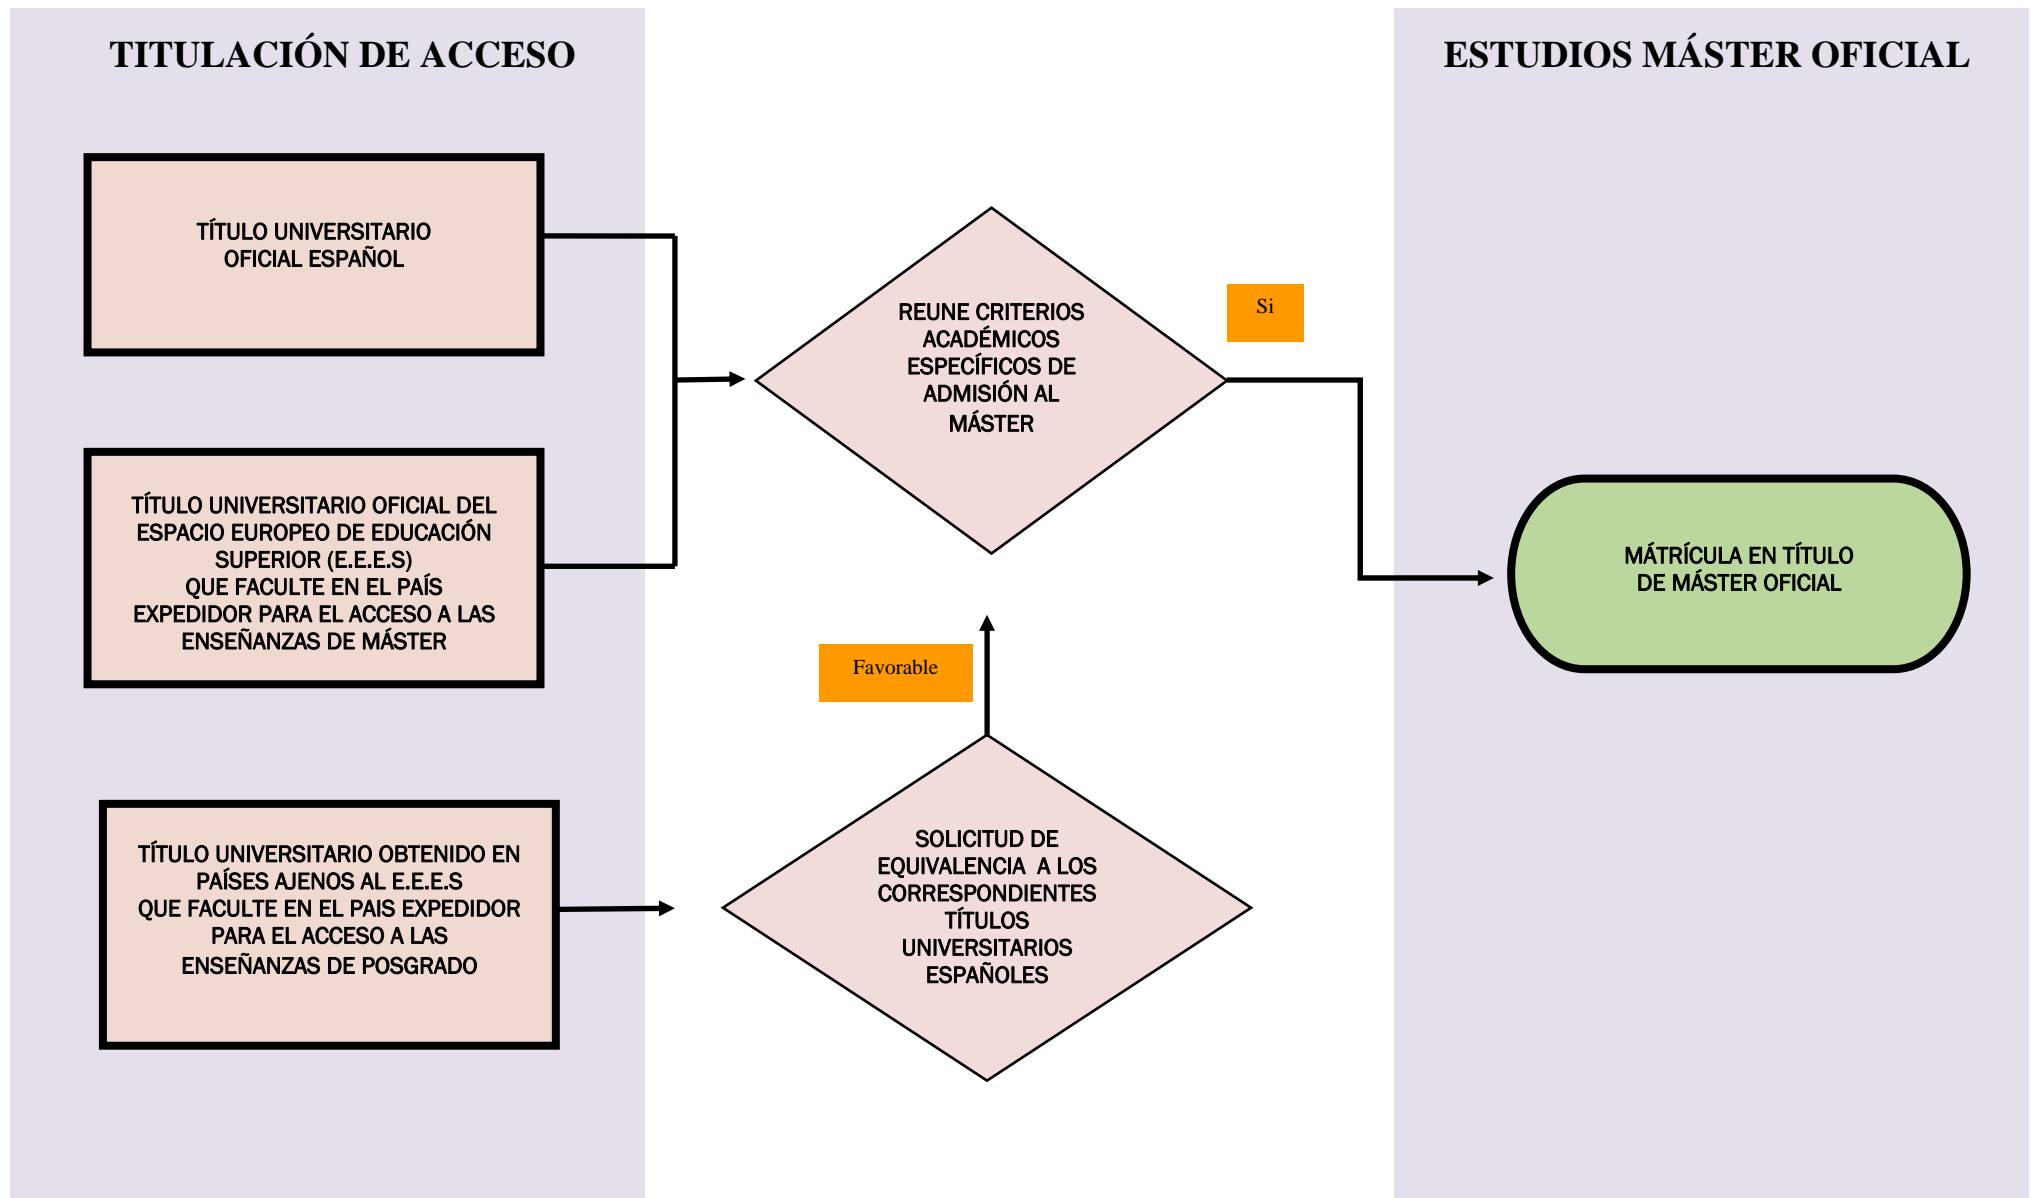 TITULACIÓN DE ACCESO
ESTUDIOS MÁSTER OFICIAL
TÍTULO UNIVERSITARIO
OFICIAL ESPAÑOL
REUNE CRITERIOS
ACADÉMICOS
ESPECÍFICOS DE
ADMISIÓN AL
MÁSTER
Si
TÍTULO UNIVERSITARIO OFICIAL DEL
ESPACIO EUROPEO DE EDUCACIÓN
SUPERIOR (E.E.E.S)
QUE FACULTE EN EL PAÍS
EXPEDIDOR PARA EL ACCESO A LAS
ENSEÑANZAS DE MÁSTER
MÁTRÍCULA EN TÍTULO
DE MÁSTER OFICIAL
Favorable
TÍTULO UNIVERSITARIO OBTENIDO EN
PAÍSES AJENOS AL E.E.E.S
QUE FACULTE EN EL PAIS EXPEDIDOR
PARA EL ACCESO A LAS
ENSEÑANZAS DE POSGRADO
SOLICITUD DE
EQUIVALENCIA A LOS
CORRESPONDIENTES
TÍTULOS
UNIVERSITARIOS
ESPAÑOLES